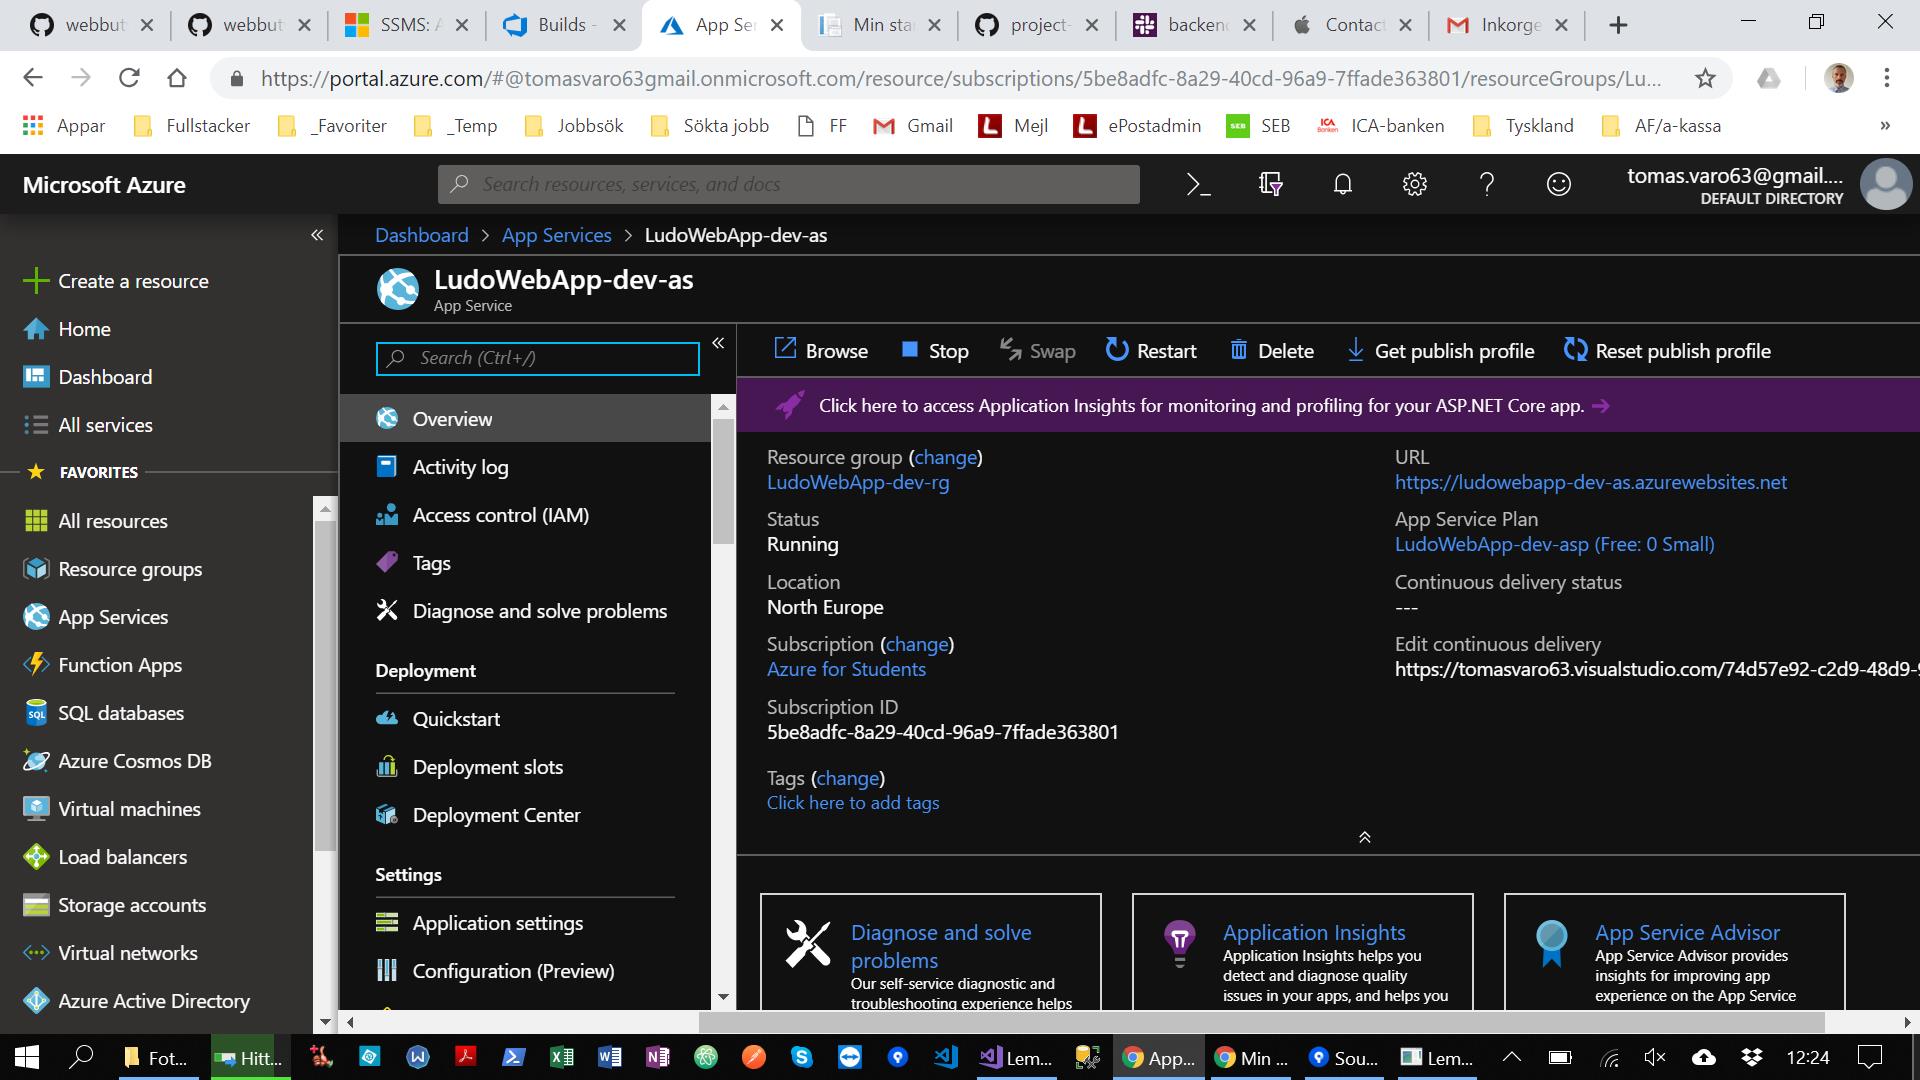 webbut
webbut
SSMS: A
Builds -
App Ser
Min sta
project-
backend
Contac
Inkorge
https://portal.azure.com/#@tomasvaro63gmail.onmicrosoft.com/resource/subscriptions/5be8adfc-8a29-40cd-96a9-7ffade363801/resourceGroups/Lu...
Appar
Fullstacker
_Favoriter
_Temp
Jobbsök
Sökta jobb
FF
Gmail
Mejl
ePostadmin
SEB
ICA-banken
Tyskland
AF/a-kassa
»
Microsoft Azure
Search resources, services, and docs
tomas.varo63@gmail....
DEFAULT DIRECTORY
Create a resource
Home
Dashboard
All services
FAVORITES
All resources
Resource groups
App Services
Function Apps
SQL databases
Azure Cosmos DB
Virtual machines
Load balancers
Storage accounts
Virtual networks
Azure Active Directory
Dashboard > App Services > LudoWebApp-dev-as
LudoWebApp-dev-as
App Service
Search (Ctrl+/)
Overview
Activity log
Access control (IAM)
Tags
Diagnose and solve problems
Deployment
Quickstart
Deployment slots
Deployment Center
Settings
Application settings
Configuration (Preview)
Browse
Stop
Swap
Restart
Delete
Get publish profile
Reset publish profile
Click here to access Application Insights for monitoring and profiling for your ASP.NET Core app.
Resource group (change)
LudoWebApp-dev-rg
Status
Running
Location
North Europe
Subscription (change)
Azure for Students
Subscription ID
5be8adfc-8a29-40cd-96a9-7ffade363801
Tags (change)
Click here to add tags
URL
https://ludowebapp-dev-as.azurewebsites.net
App Service Plan
LudoWebApp-dev-asp (Free: 0 Small)
Continuous delivery status
---
Edit continuous delivery
https://tomasvaro63.visualstudio.com/74d57e92-c2d9-48d9-9
Diagnose and solve
problems
Our self-service diagnostic and
troubleshooting experience helps
Application Insights
Application Insights helps you
detect and diagnose quality
issues in your apps, and helps you
App Service Advisor
App Service Advisor provides
insights for improving app
experience on the App Service
Fot...
Hitt...
Lem...
App...
Min ...
Sou...
Lem...
12:24